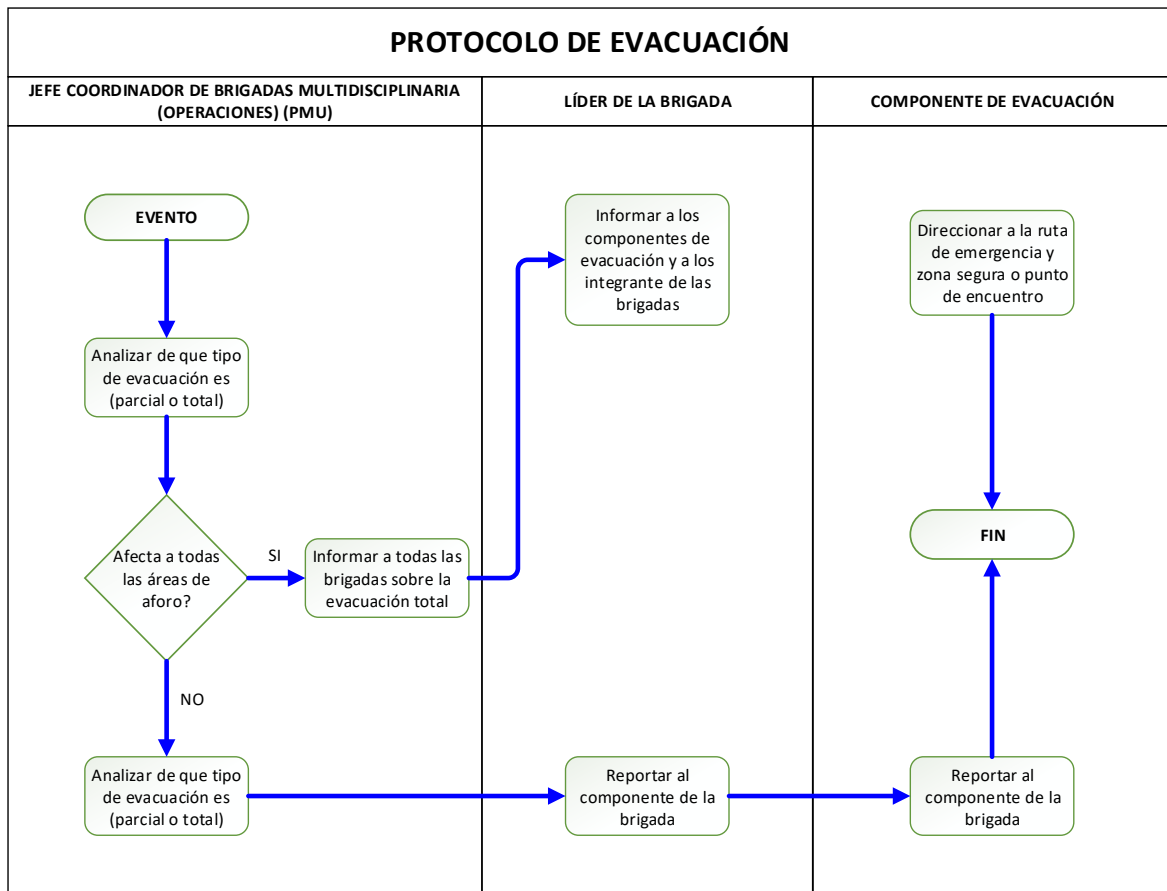 PROTOCOLO DE EVACUACIÓN
JEFE COORDINADOR DE BRIGADAS MULTIDISCIPLINARIA
(OPERACIONES) (PMU)
LÍDER DE LA BRIGADA
COMPONENTE DE EVACUACIÓN
EVENTO
Analizar de que tipo
de evacuación es
(parcial o total)
Afecta a todas
las áreas de
aforo?
SI
Informar a todas las
brigadas sobre la
evacuación total
NO
Analizar de que tipo
de evacuación es
(parcial o total)
Informar a los
componentes de
evacuación y a los
integrante de las
brigadas
Reportar al
componente de la
brigada
Direccionar a la ruta
de emergencia y
zona segura o punto
de encuentro
FIN
Reportar al
componente de la
brigada